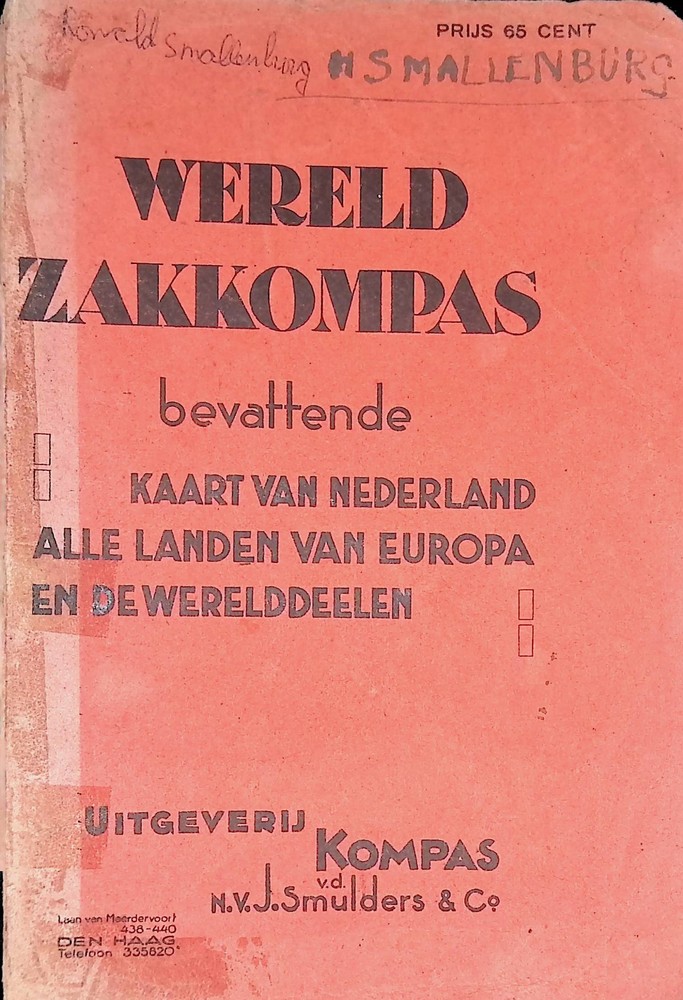 PRIJS 65 CENT
Ronald Smallenburg
H SMALLENBURG
WERELD
ZAKKOMPAS
bevattende
KAART VAN NEDERLAND
ALLE LANDEN VAN EUROPA
EN DE WERELDDEELEN
UITGEVERIJ
KOMPAS
v.d.
N.V. J. Smulders & Co
Laan van Meerdervoort
438-440
DEN HAAG
Telefoon 335820